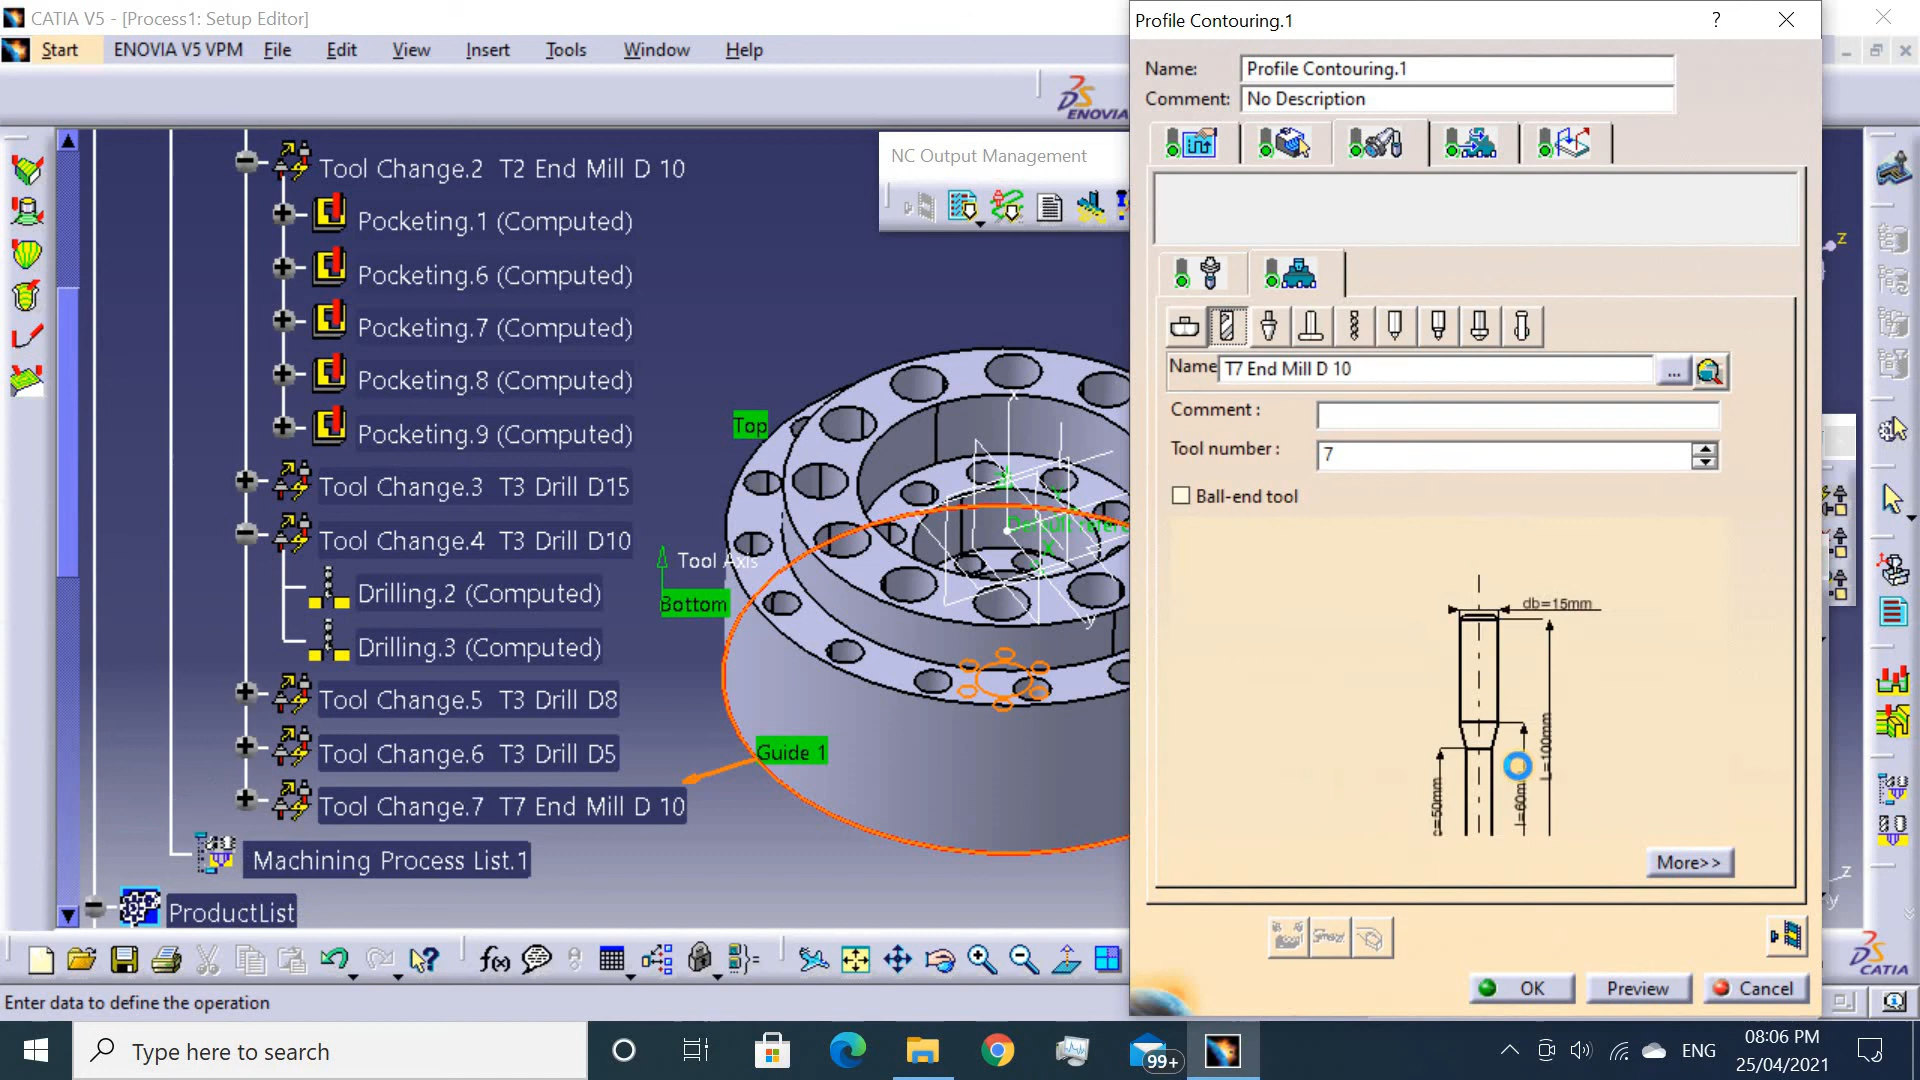 CATIA V5 - [Process1: Setup Editor]
Start ENOVIA V5 VPM File Edit View Insert Tools Window Help
ENOVIA
Tool Change.2 T2 End Mill D 10
Pocketing.1 (Computed)
Pocketing.6 (Computed)
Pocketing.7 (Computed)
Pocketing.8 (Computed)
Pocketing.9 (Computed)
Tool Change.3 T3 Drill D15
Tool Change.4 T3 Drill D10
Drilling.2 (Computed)
Drilling.3 (Computed)
Tool Change.5 T3 Drill D8
Tool Change.6 T3 Drill D5
Tool Change.7 T7 End Mill D 10
Machining Process List.1
ProductList
NC Output Management
Top
Tool Axis
Bottom
Guide 1
x
y
z
Profile Contouring.1
?
Name: Profile Contouring.1
Comment: No Description
Name T7 End Mill D 10
...
Comment :
Tool number : 7
Ball-end tool
db=15mm
L=100mm
More>>
OK Preview Cancel
f(x)
CATIA
Enter data to define the operation
Type here to search
99+
ENG
08:06 PM
25/04/2021